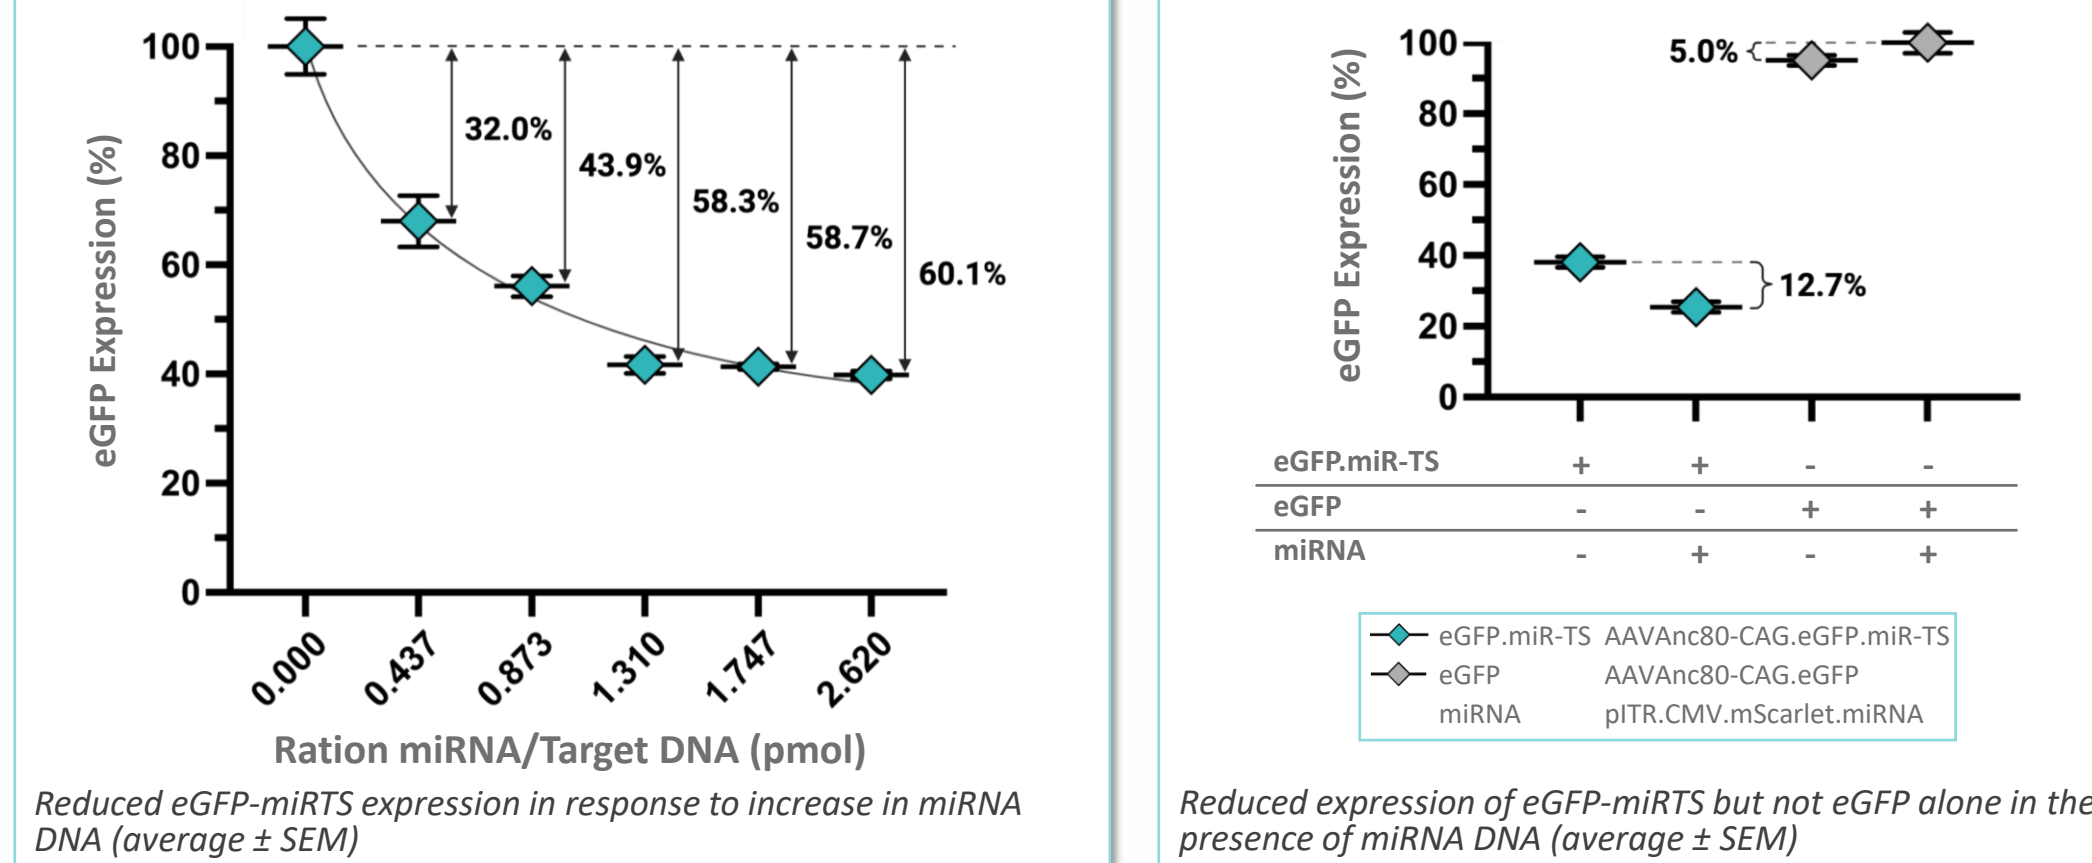 eGFP Expression (%)
100
80
60
40
20
0
32.0%
43.9%
58.3%
58.7%
60.1%
0.000
0.437
0.873
1.310
1.747
2.620
Ration miRNA/Target DNA (pmol)
Reduced eGFP-miRTS expression in response to increase in miRNA
DNA (average ± SEM)
eGFP Expression (%)
100
80
60
40
20
0
5.0%
12.7%
eGFP.miR-TS + + - -
eGFP - - + +
miRNA - + - +
eGFP.miR-TS AAVAnc80-CAG.eGFP.miR-TS
eGFP AAVAnc80-CAG.eGFP
miRNA pITR.CMV.mScarlet.miRNA
Reduced expression of eGFP-miRTS but not eGFP alone in the
presence of miRNA DNA (average ± SEM)